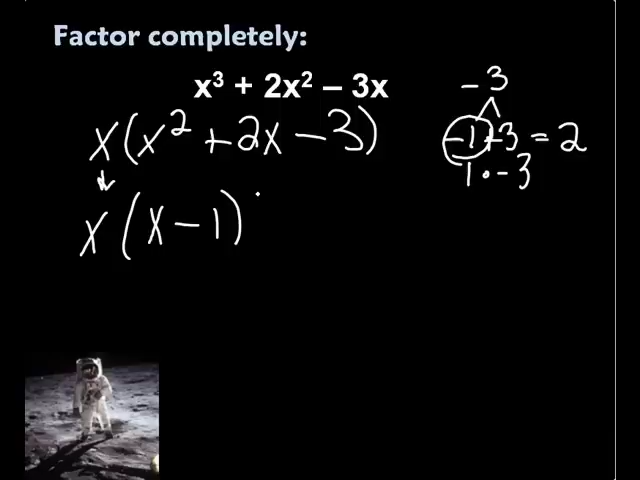 Factor completely:
x³ + 2x² – 3x
x(x² + 2x – 3)
x(x – 1)
– 3
–1 + 3 = 2
1 · – 3